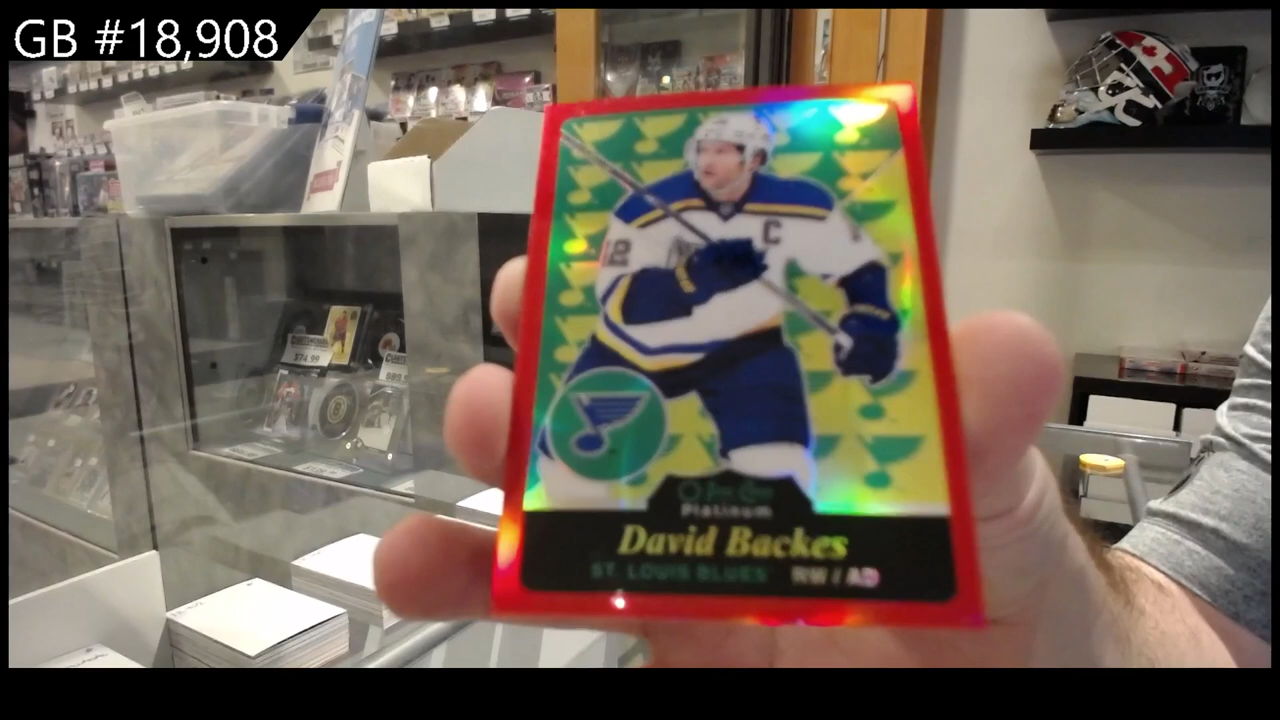 GB #18,908
C
O Pee Chee
Platinum
David Backes
ST. LOUIS BLUES RW / AD
$74.99